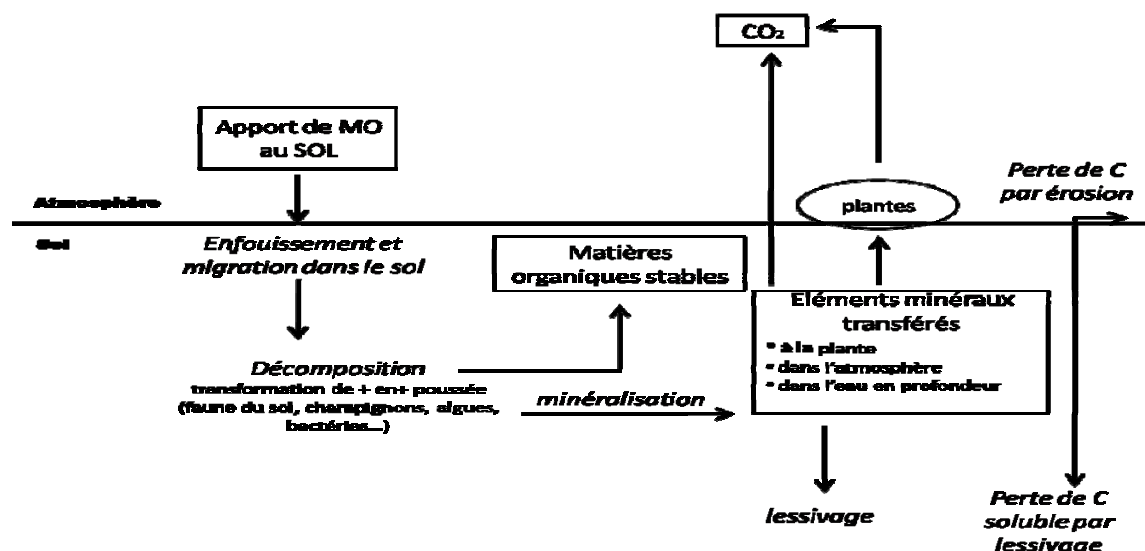 CO₂
Apport de MO
au SOL
Perte de C
par érosion
Atmosphère
plantes
Sol
Enfouissement et
migration dans le sol
Matières
organiques stables
Eléments minéraux
transférés
• à la plante
• dans l'atmosphère
• dans l'eau en profondeur
Décomposition
transformation de + en+ poussée
(faune du sol, champignons, algues,
bactéries...)
minéralisation
lessivage
Perte de C
soluble par
lessivage